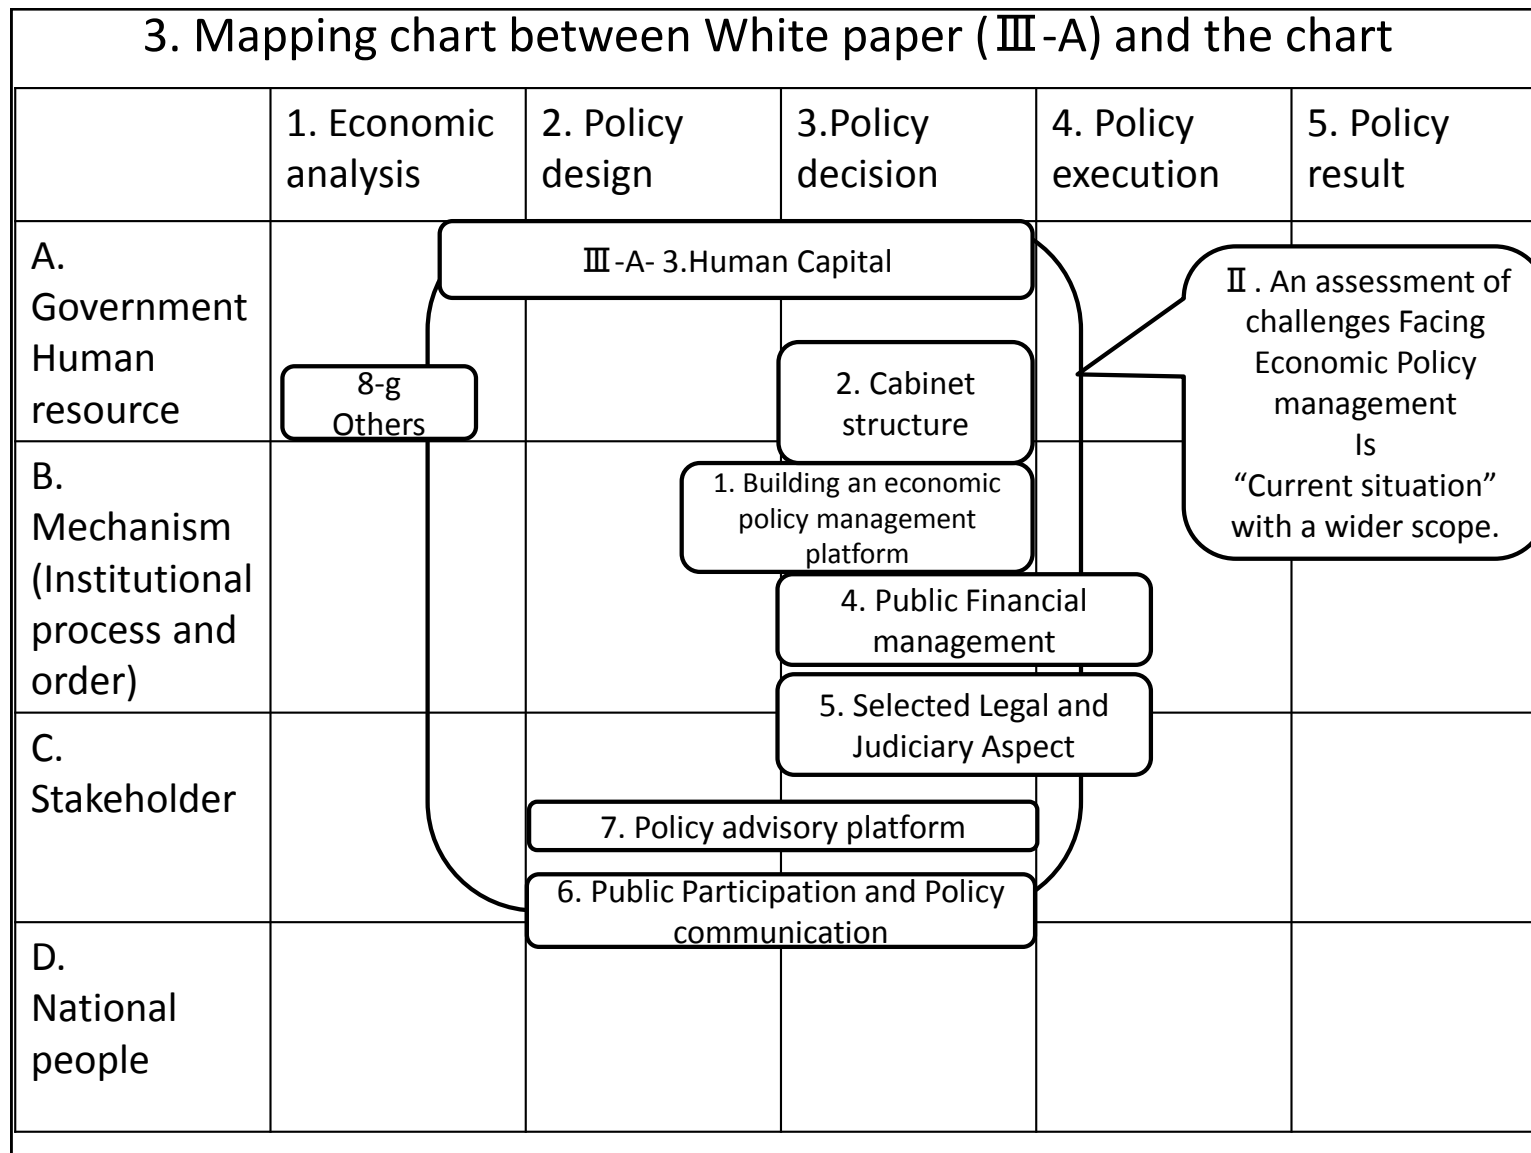 3. Mapping chart between White paper (Ⅲ-A) and the chart
1. Economic
analysis
2. Policy
design
3.Policy
decision
4. Policy
execution
5. Policy
result
A.
Government
Human
resource
Ⅲ-A- 3.Human Capital
8-g
Others
2. Cabinet
structure
Ⅱ. An assessment of
challenges Facing
Economic Policy
management
Is
“Current situation”
with a wider scope.
B.
Mechanism
(Institutional
process and
order)
1. Building an economic
policy management
platform
4. Public Financial
management
5. Selected Legal and
Judiciary Aspect
C.
Stakeholder
7. Policy advisory platform
6. Public Participation and Policy
communication
D.
National
people